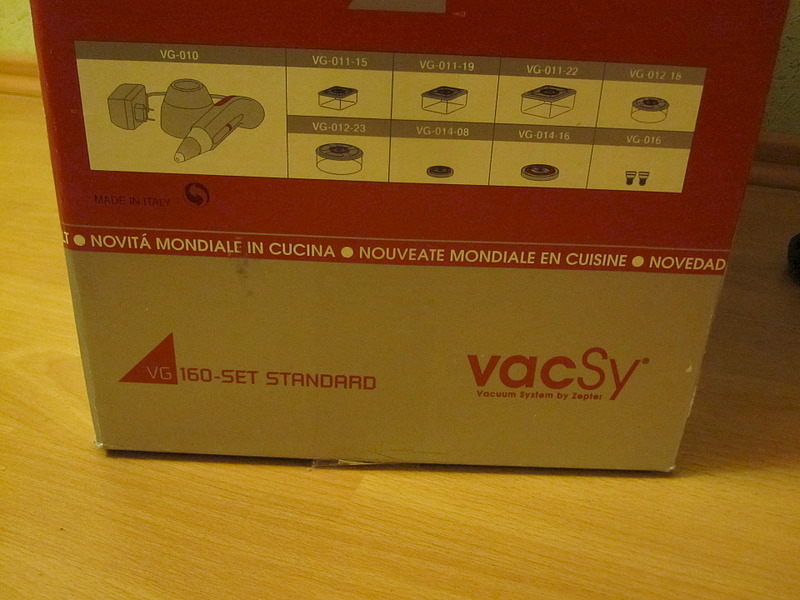 VG-010
VG-011-15
VG-011-19
VG-011-22
VG-012-18
VG-012-23
VG-014-08
VG-014-16
VG-016
MADE IN ITALY
● NOVITÁ MONDIALE IN CUCINA ● NOUVEATE MONDIALE EN CUISINE ● NOVEDAD
VG 160-SET STANDARD
vacSy
Vacuum System by Zepter